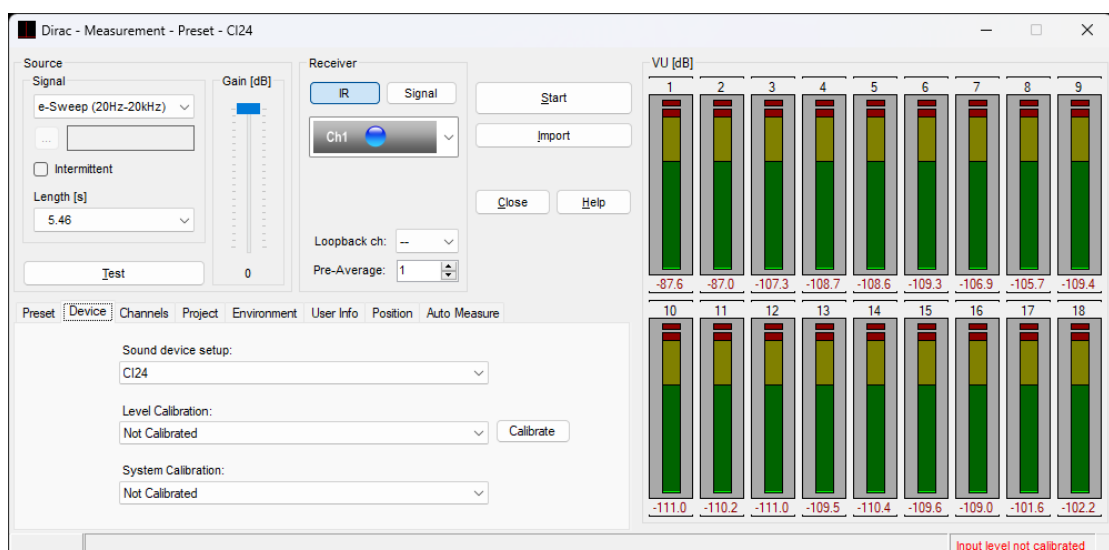 Dirac - Measurement - Preset - CI24
Source
Signal
e-Sweep (20Hz-20kHz)
...
Intermittent
Length [s]
5.46
Test
Gain [dB]
0
Receiver
IR Signal
Ch1
Loopback ch: --
Pre-Average: 1
Start
Import
Close Help
VU [dB]
1 2 3 4 5 6 7 8 9
-87.6 -87.0 -107.3 -108.7 -108.6 -109.3 -106.9 -105.7 -109.4
10 11 12 13 14 15 16 17 18
-111.0 -110.2 -111.0 -109.5 -110.4 -109.6 -109.0 -101.6 -102.2
Preset Device Channels Project Environment User Info Position Auto Measure
Sound device setup:
CI24
Level Calibration:
Not Calibrated Calibrate
System Calibration:
Not Calibrated
Input level not calibrated